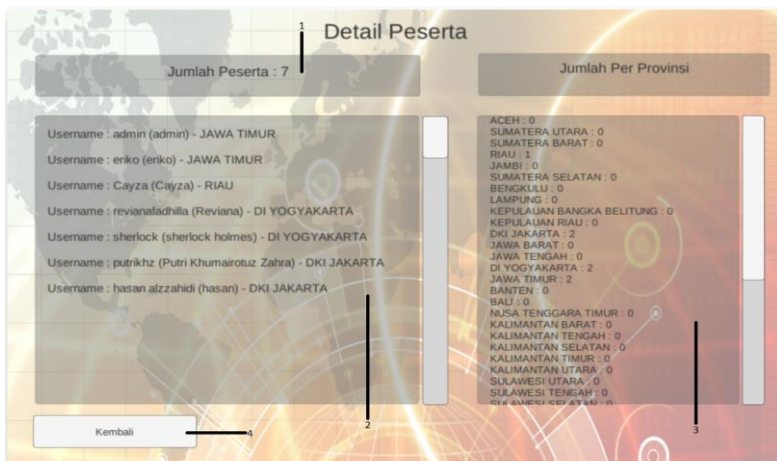 1
Detail Peserta
Jumlah Peserta : 7
Username : admin (admin) - JAWA TIMUR
Username : eriko (eriko) - JAWA TIMUR
Username : Cayza (Cayza) - RIAU
Username : revianafadhilla (Reviana) - DI YOGYAKARTA
Username : sherlock (sherlock holmes) - DI YOGYAKARTA
Username : putrikhz (Putri Khumairotuz Zahra) - DKI JAKARTA
Username : hasan alzzahidi (hasan) - DKI JAKARTA
2
Jumlah Per Provinsi
ACEH : 0
SUMATERA UTARA : 0
SUMATERA BARAT : 0
RIAU : 1
JAMBI : 0
SUMATERA SELATAN : 0
BENGKULU : 0
LAMPUNG : 0
KEPULAUAN BANGKA BELITUNG : 0
KEPULAUAN RIAU : 0
DKI JAKARTA : 2
JAWA BARAT : 0
JAWA TENGAH : 0
DI YOGYAKARTA : 2
JAWA TIMUR : 2
BANTEN : 0
BALI : 0
NUSA TENGGARA TIMUR : 0
KALIMANTAN BARAT : 0
KALIMANTAN TENGAH : 0
KALIMANTAN SELATAN : 0
KALIMANTAN TIMUR : 0
KALIMANTAN UTARA : 0
SULAWESI UTARA : 0
SULAWESI TENGAH : 0
SULAWESI SELATAN : 0
3
Kembali
4